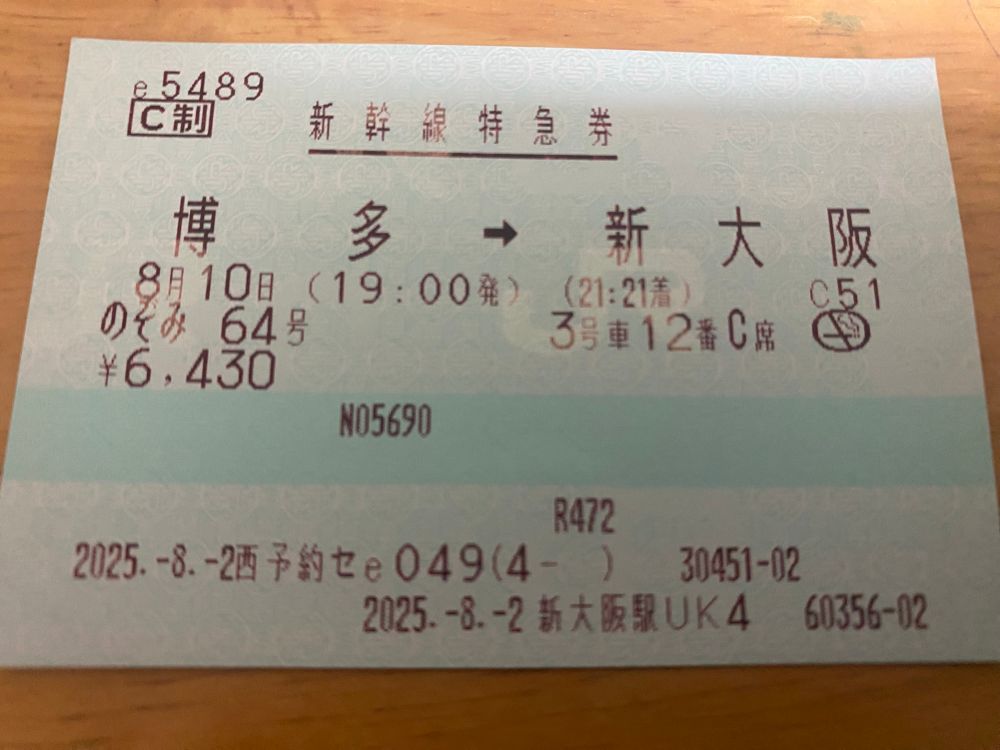 e5489
C制
新幹線特急券
博多→新大阪
8月10日 (19:00発) (21:21着) C51
のぞみ 64号 3号車12番C席
¥6,430
N05690
R472
2025.-8.-2西予約セe049(4- ) 30451-02
2025.-8.-2 新大阪駅UK4 60356-02